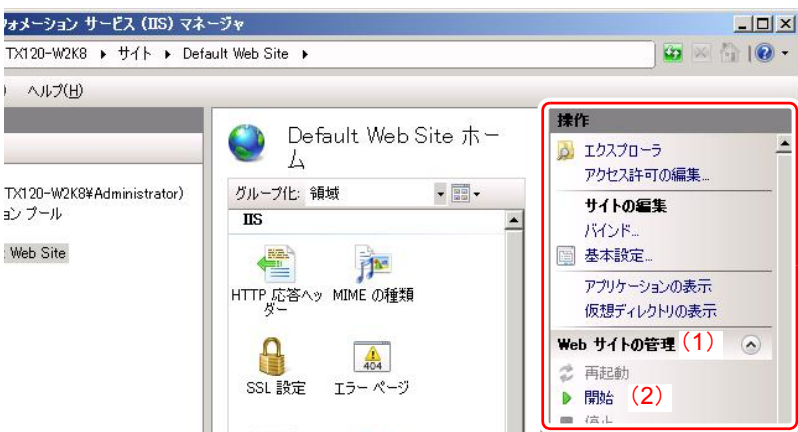 フォメーション サービス (IIS) マネージャ
TX120-W2K8 ▸ サイト ▸ Default Web Site ▸
) ヘルプ(H)
TX120-W2K8¥Administrator)
ョン プール
Web Site
Default Web Site ホー
ム
グループ化: 領域
IIS
HTTP 応答ヘッ
ダー
MIME の種類
SSL 設定
404
エラー ページ
操作
エクスプローラ
アクセス許可の編集...
サイトの編集
バインド...
基本設定...
アプリケーションの表示
仮想ディレクトリの表示
Web サイトの管理 (1)
再起動
開始 (2)
停止